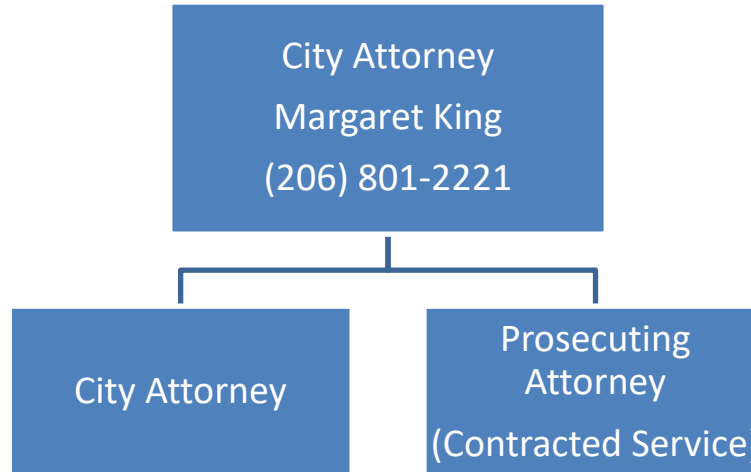 City Attorney
Margaret King
(206) 801-2221
City Attorney
Prosecuting
Attorney
(Contracted Service)